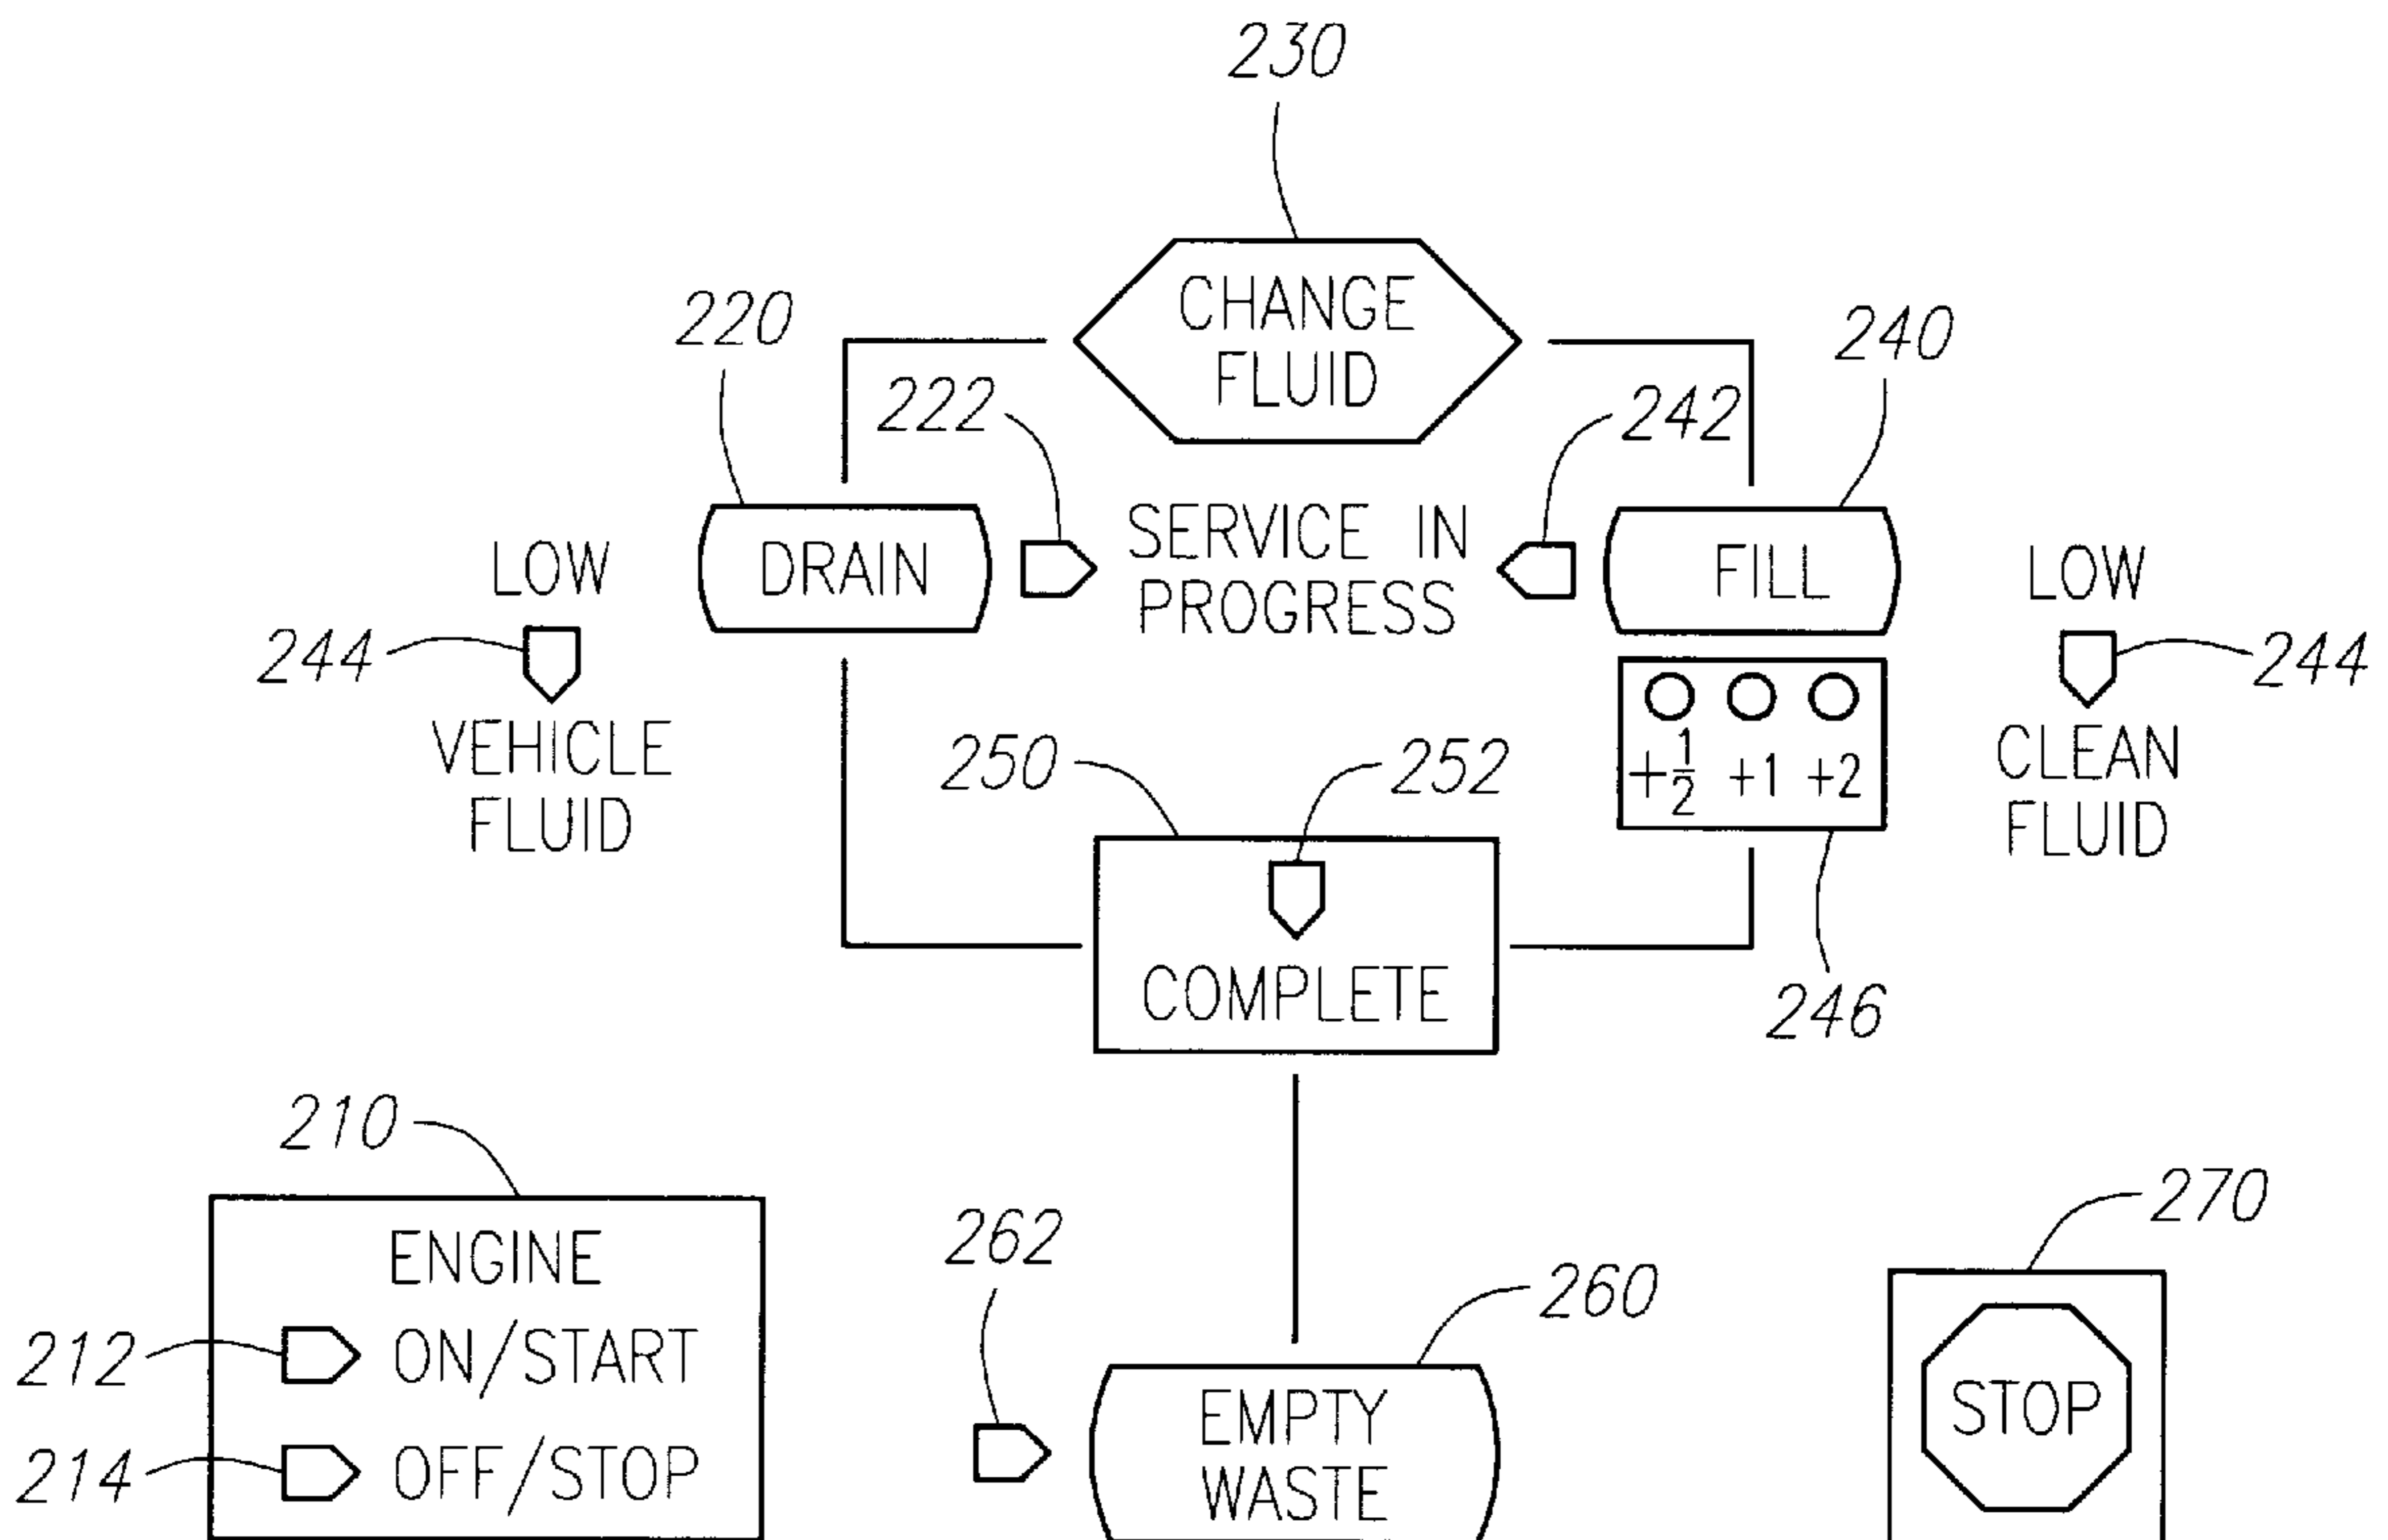 230
CHANGE
FLUID
220
240
222
242
DRAIN
SERVICE IN
PROGRESS
FILL
LOW
LOW
244
244
VEHICLE
FLUID
+1/2 +1 +2
CLEAN
FLUID
250
252
COMPLETE
246
210
ENGINE
212
ON/START
214
OFF/STOP
262
260
EMPTY
WASTE
270
STOP